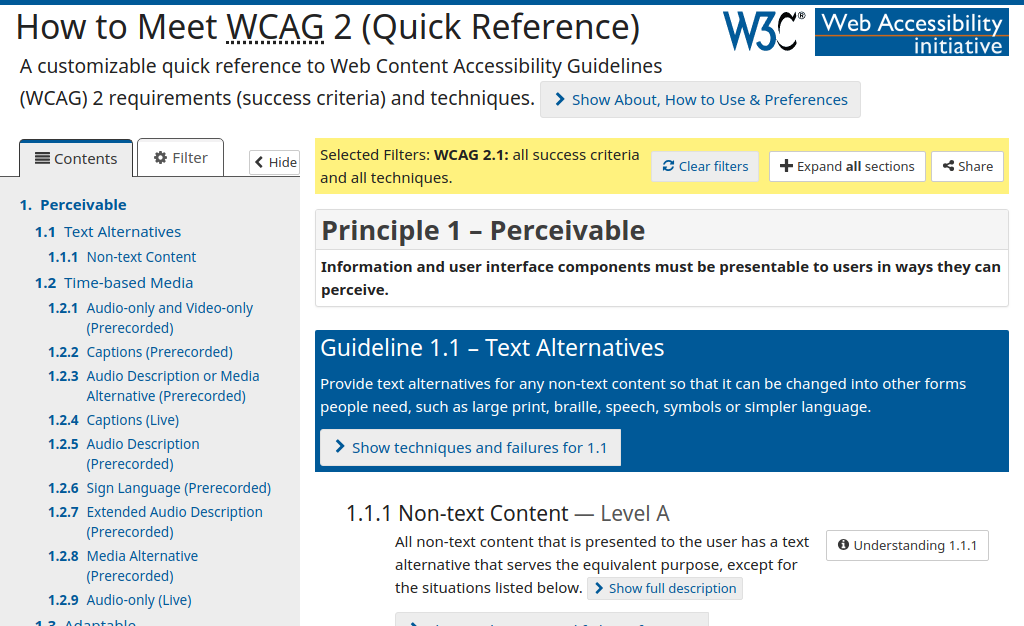 How to Meet WCAG 2 (Quick Reference)
W3C®
Web Accessibility
initiative
A customizable quick reference to Web Content Accessibility Guidelines
(WCAG) 2 requirements (success criteria) and techniques.
Show About, How to Use & Preferences
Contents
Filter
Hide
1. Perceivable
1.1 Text Alternatives
1.1.1 Non-text Content
1.2 Time-based Media
1.2.1 Audio-only and Video-only
(Prerecorded)
1.2.2 Captions (Prerecorded)
1.2.3 Audio Description or Media
Alternative (Prerecorded)
1.2.4 Captions (Live)
1.2.5 Audio Description
(Prerecorded)
1.2.6 Sign Language (Prerecorded)
1.2.7 Extended Audio Description
(Prerecorded)
1.2.8 Media Alternative
(Prerecorded)
1.2.9 Audio-only (Live)
1.3 Adaptable
Selected Filters: WCAG 2.1: all success criteria
and all techniques.
Clear filters
Expand all sections
Share
Principle 1 – Perceivable
Information and user interface components must be presentable to users in ways they can
perceive.
Guideline 1.1 – Text Alternatives
Provide text alternatives for any non-text content so that it can be changed into other forms
people need, such as large print, braille, speech, symbols or simpler language.
Show techniques and failures for 1.1
1.1.1 Non-text Content — Level A
All non-text content that is presented to the user has a text
alternative that serves the equivalent purpose, except for
the situations listed below.
Show full description
Understanding 1.1.1